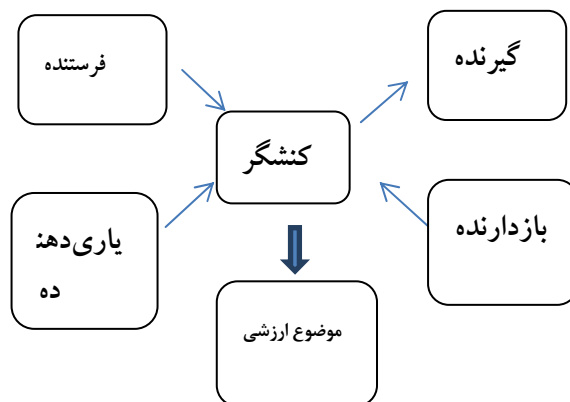 گیرنده
فرستنده
کنشگر
بازدارنده
یاری‌دهن
ده
موضوع ارزشی